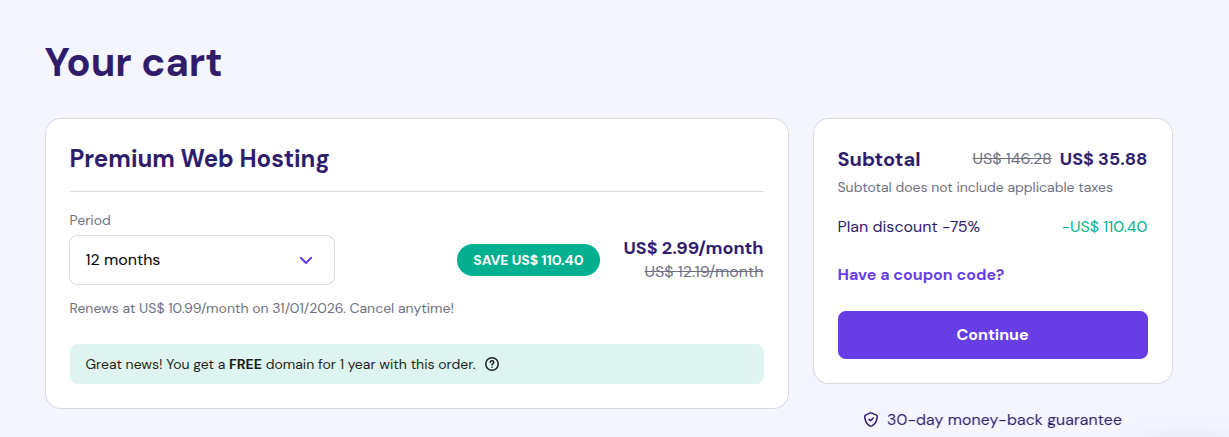 Your cart
Premium Web Hosting
Period
12 months
SAVE US$ 110.40
US$ 2.99/month
US$ 12.19/month
Renews at US$ 10.99/month on 31/01/2026. Cancel anytime!
Great news! You get a FREE domain for 1 year with this order.
Subtotal US$ 146.28 US$ 35.88
Subtotal does not include applicable taxes
Plan discount -75% -US$ 110.40
Have a coupon code?
Continue
30-day money-back guarantee